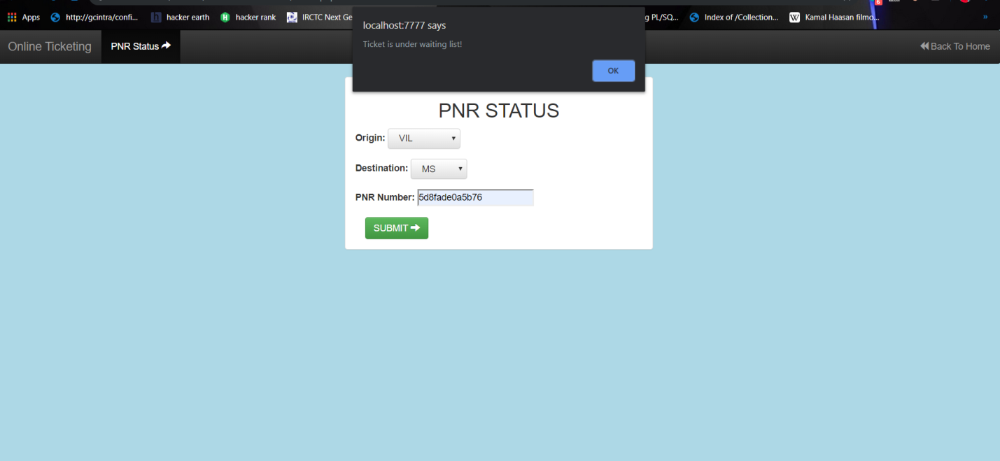 Apps
http://gcintra/confi...
hacker earth
hacker rank
IRCTC Next Ge
g PL/SQ...
Index of /Collection...
W
Kamal Haasan filmo...
»
6
localhost:7777 says
Ticket is under waiting list!
OK
Online Ticketing
PNR Status
Back To Home
PNR STATUS
Origin: VIL
Destination: MS
PNR Number: 5d8fade0a5b76
SUBMIT